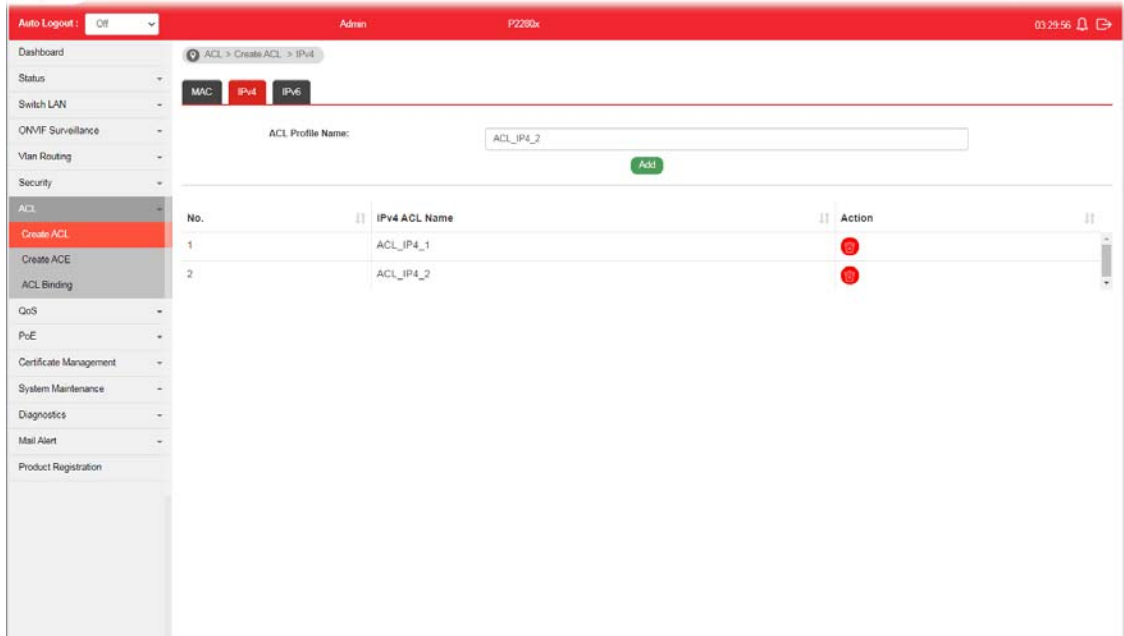 Auto Logout : Off Admin P2280x 03:29:56
Dashboard
Status
Switch LAN
ONVIF Surveillance
Vlan Routing
Security
ACL
Create ACL
Create ACE
ACL Binding
QoS
PoE
Certificate Management
System Maintenance
Diagnostics
Mail Alert
Product Registration
ACL > Create ACL > IPv4
MAC IPv4 IPv6
ACL Profile Name: ACL_IP4_2
Add
No. IPv4 ACL Name Action
1 ACL_IP4_1
2 ACL_IP4_2